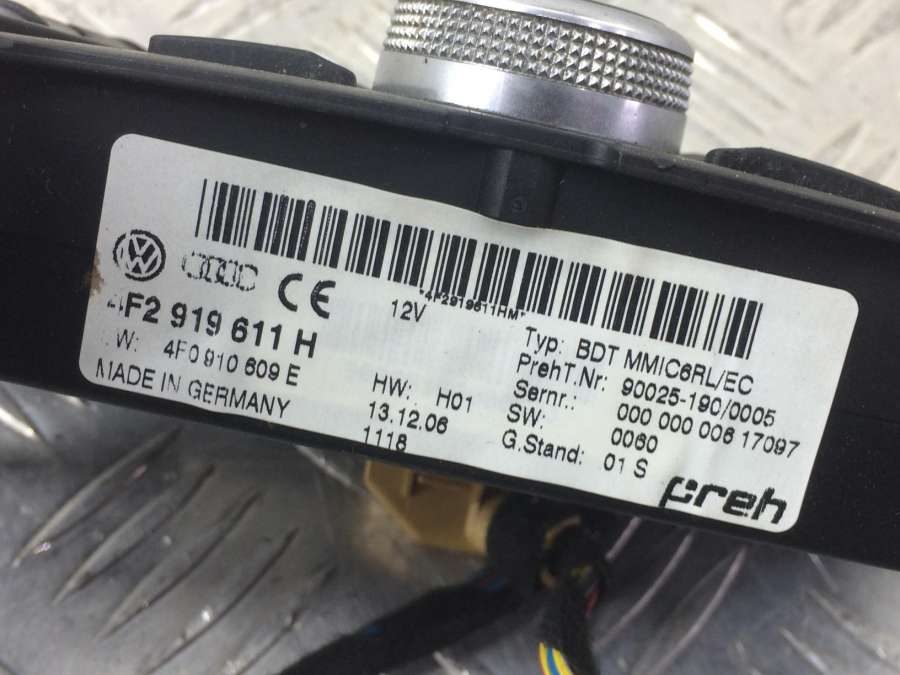 *4F2919611HM*
CE
12V
4F2 919 611 H
W: 4F0 910 609 E
MADE IN GERMANY
HW: H01
13.12.06
1118
Typ: BDT MMIC6RL/EC
PrehT.Nr: 90025-190/0005
Sernr.: 000 000 006 17097
SW: 0060
G.Stand: 01 S
preh